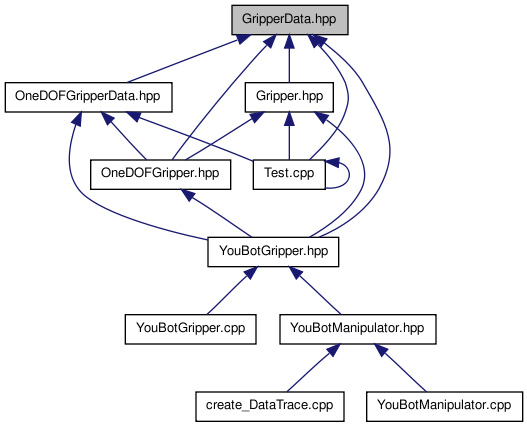 GripperData.hpp
OneDOFGripperData.hpp
Gripper.hpp
OneDOFGripper.hpp
Test.cpp
YouBotGripper.hpp
YouBotGripper.cpp
YouBotManipulator.hpp
create_DataTrace.cpp
YouBotManipulator.cpp